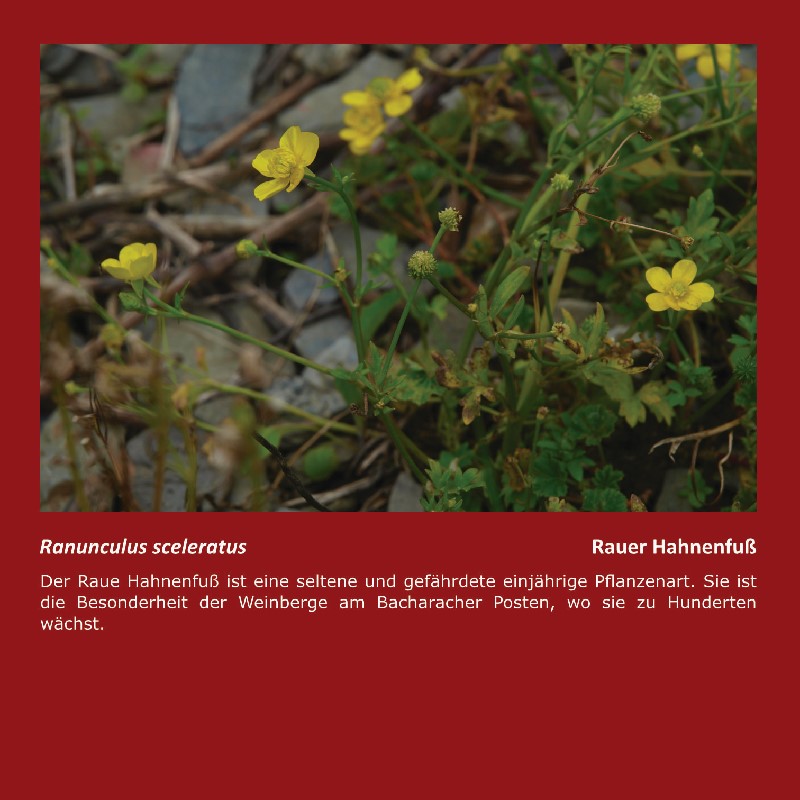 Ranunculus sceleratus Rauer Hahnenfuß
Der Raue Hahnenfuß ist eine seltene und gefährdete einjährige Pflanzenart. Sie ist
die Besonderheit der Weinberge am Bacharacher Posten, wo sie zu Hunderten
wächst.